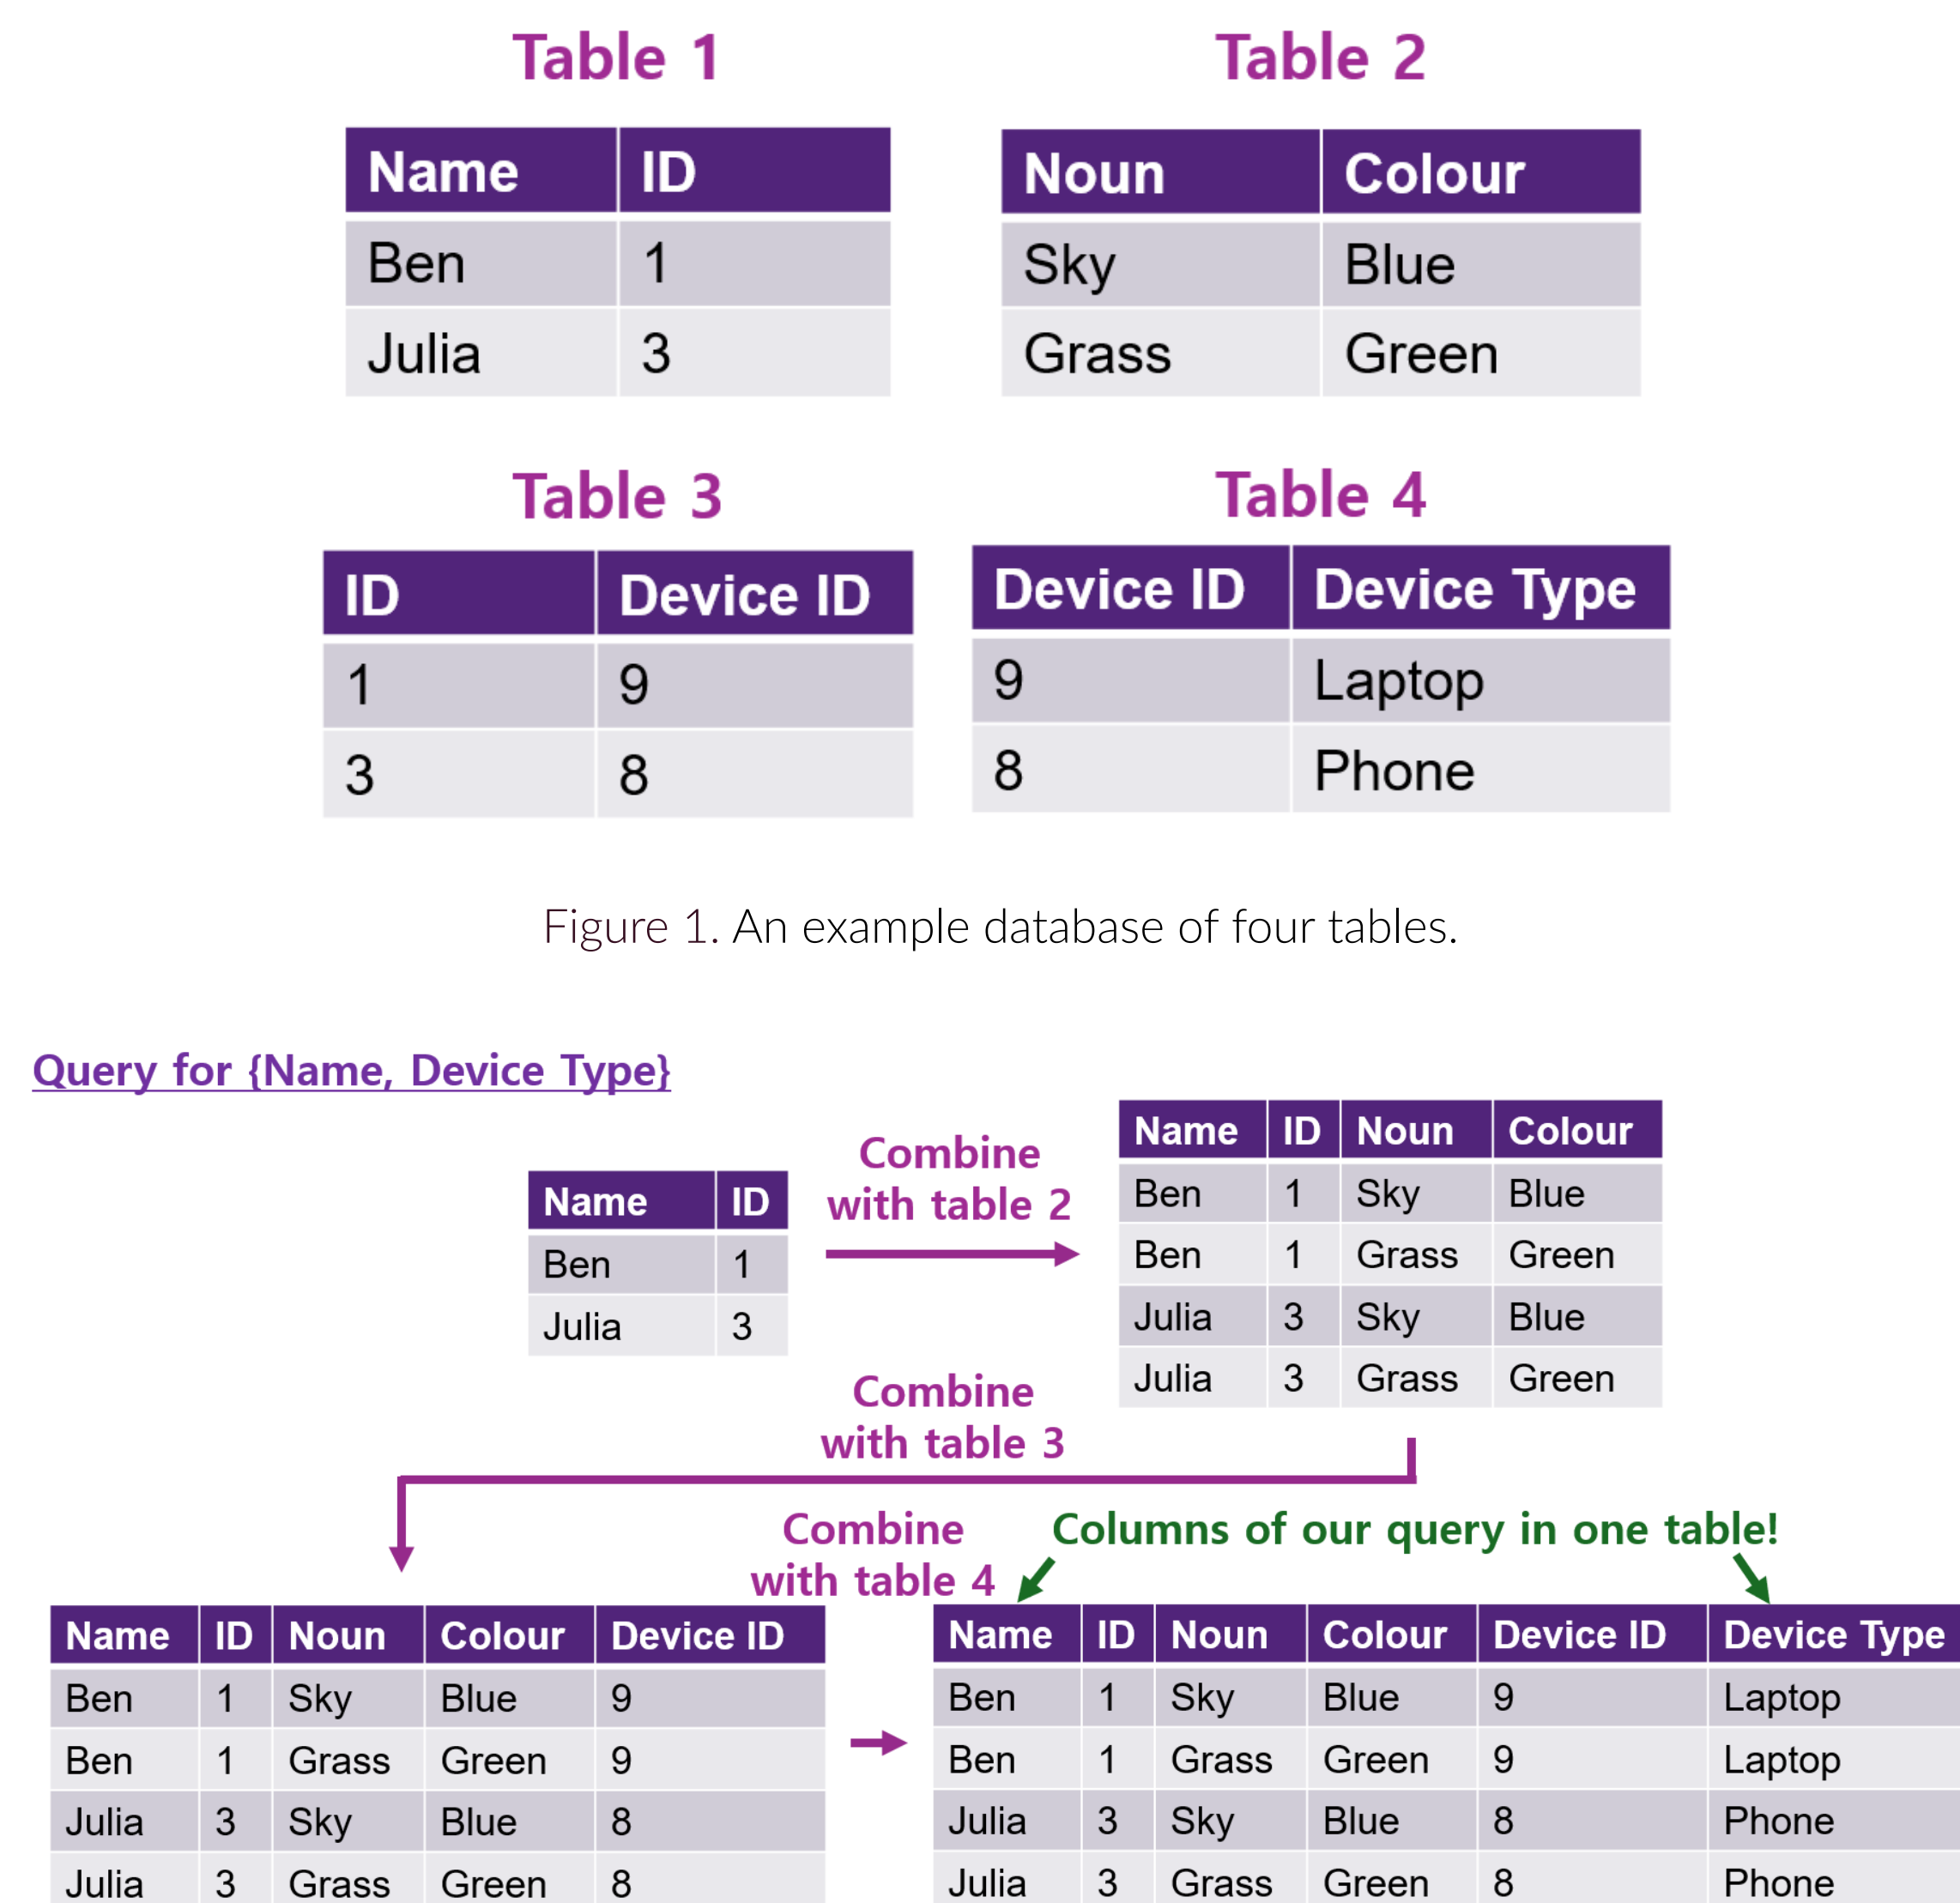 Table 1
Name ID
Ben 1
Julia 3
Table 2
Noun Colour
Sky Blue
Grass Green
Table 3
ID Device ID
1 9
3 8
Table 4
Device ID Device Type
9 Laptop
8 Phone
Figure 1. An example database of four tables.
Query for {Name, Device Type}
Name ID
Ben 1
Julia 3
Combine
with table 2
Name ID Noun Colour
Ben 1 Sky Blue
Ben 1 Grass Green
Julia 3 Sky Blue
Julia 3 Grass Green
Combine
with table 3
Name ID Noun Colour Device ID
Ben 1 Sky Blue 9
Ben 1 Grass Green 9
Julia 3 Sky Blue 8
Julia 3 Grass Green 8
Combine
with table 4
Columns of our query in one table!
Name ID Noun Colour Device ID Device Type
Ben 1 Sky Blue 9 Laptop
Ben 1 Grass Green 9 Laptop
Julia 3 Sky Blue 8 Phone
Julia 3 Grass Green 8 Phone